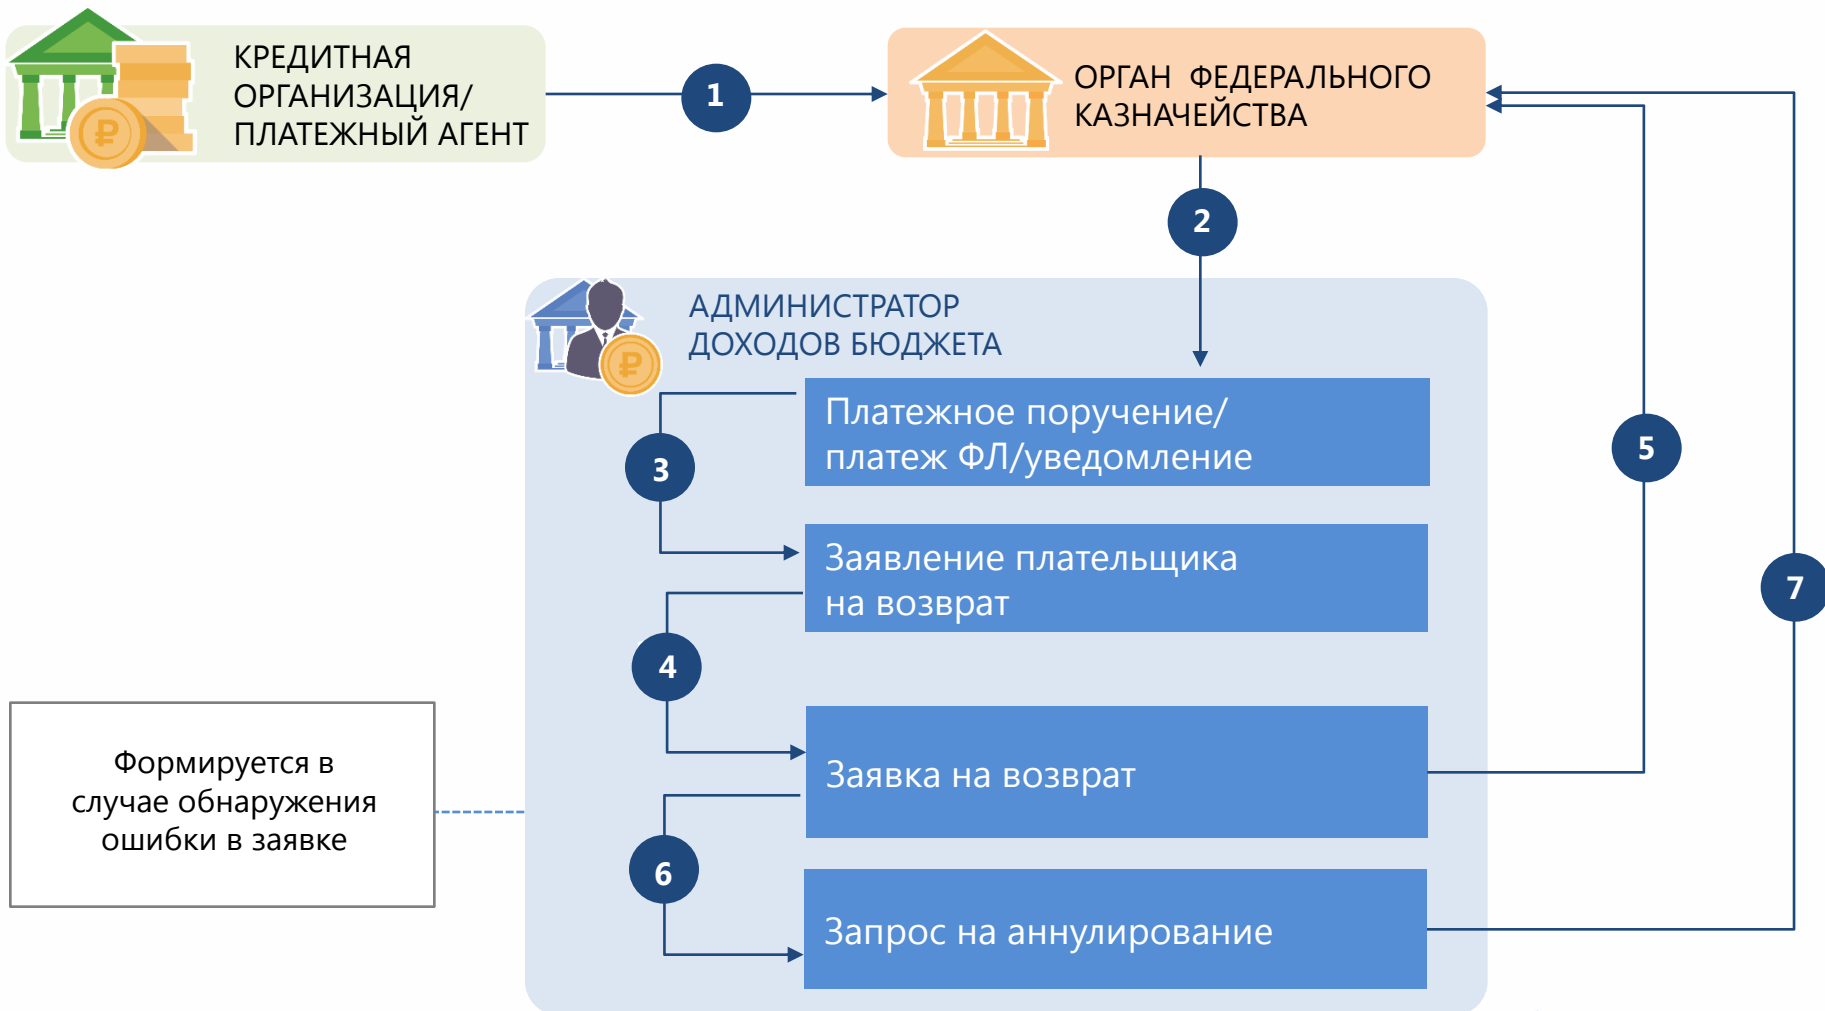 КРЕДИТНАЯ
ОРГАНИЗАЦИЯ/
ПЛАТЕЖНЫЙ АГЕНТ
1
ОРГАН ФЕДЕРАЛЬНОГО
КАЗНАЧЕЙСТВА
2
АДМИНИСТРАТОР
ДОХОДОВ БЮДЖЕТА
Платежное поручение/
платеж ФЛ/уведомление
3
5
Заявление плательщика
на возврат
7
4
Формируется в
случае обнаружения
ошибки в заявке
Заявка на возврат
6
Запрос на аннулирование